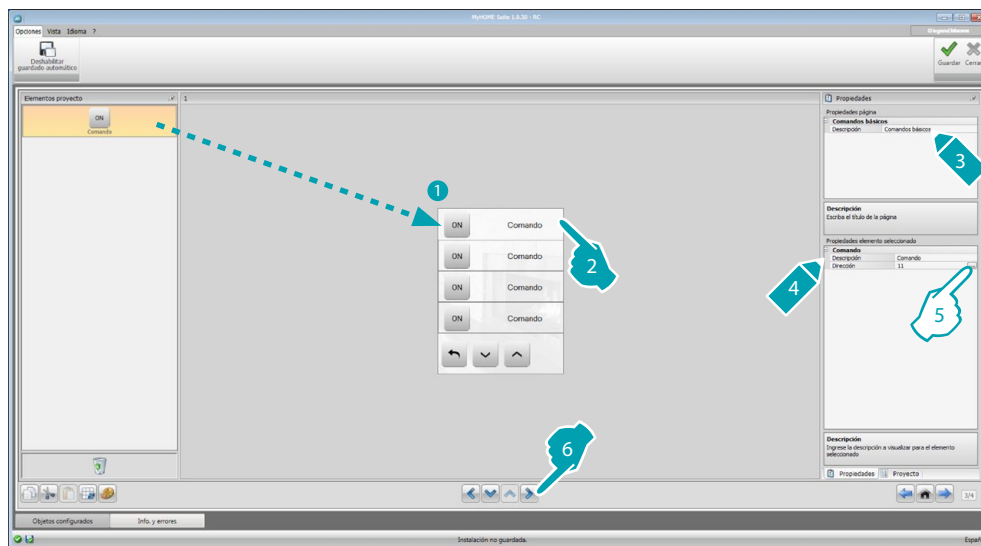 MyHOME Suite 1.0.30 - RC
Opciones Vista Idioma ?
Deshabilitar
guardado automático
Guardar Cerrar
Elementos proyecto
1
Propiedades
ON
Comando
Propiedades página
Comandos básicos
Descripción Comandos básicos
3
1
ON Comando
2
ON Comando
ON Comando
ON Comando
Descripción
Escriba el título de la página
Propiedades elemento seleccionado
Comando
Descripción Comando
Dirección 11
4
5
6
Descripción
Ingrese la descripción a visualizar para el elemento
seleccionado
Propiedades Proyecto
3/4
Objetos configurados Info. y errores
Instalación no guardada.
Españ